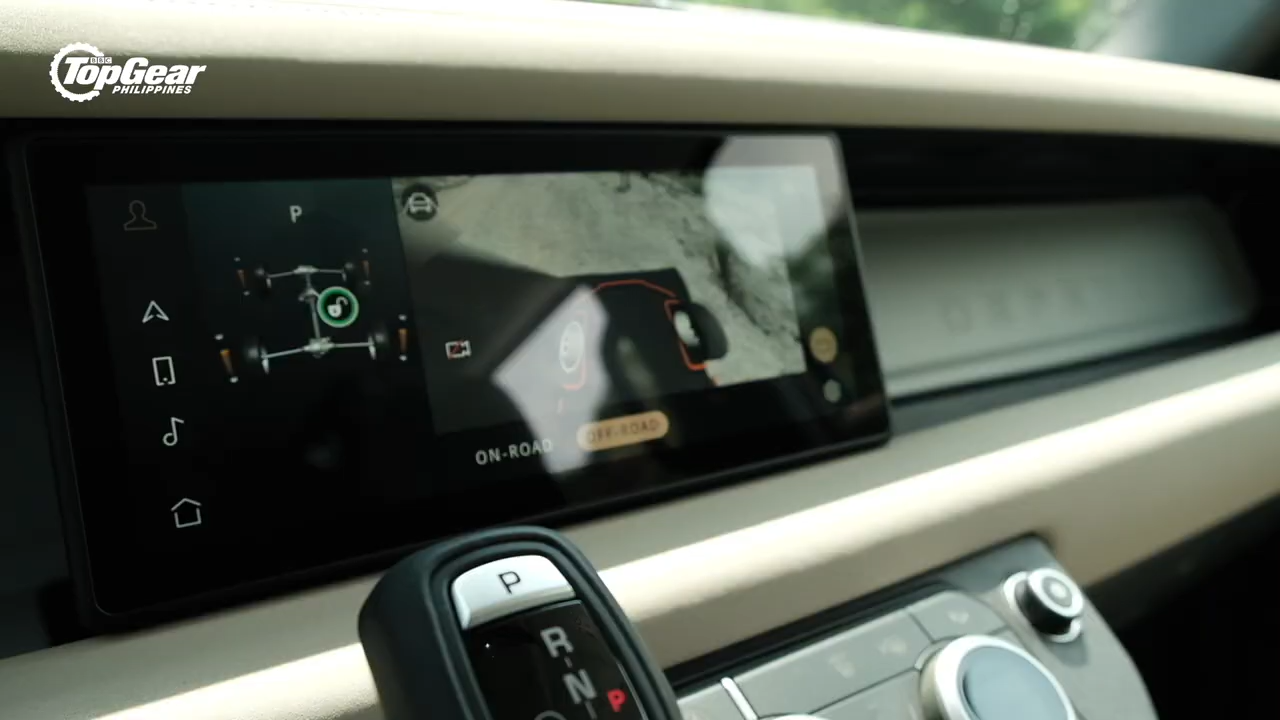 BBC
TopGear
PHILIPPINES
P
ON-ROAD
OFF-ROAD
P
R
N
P